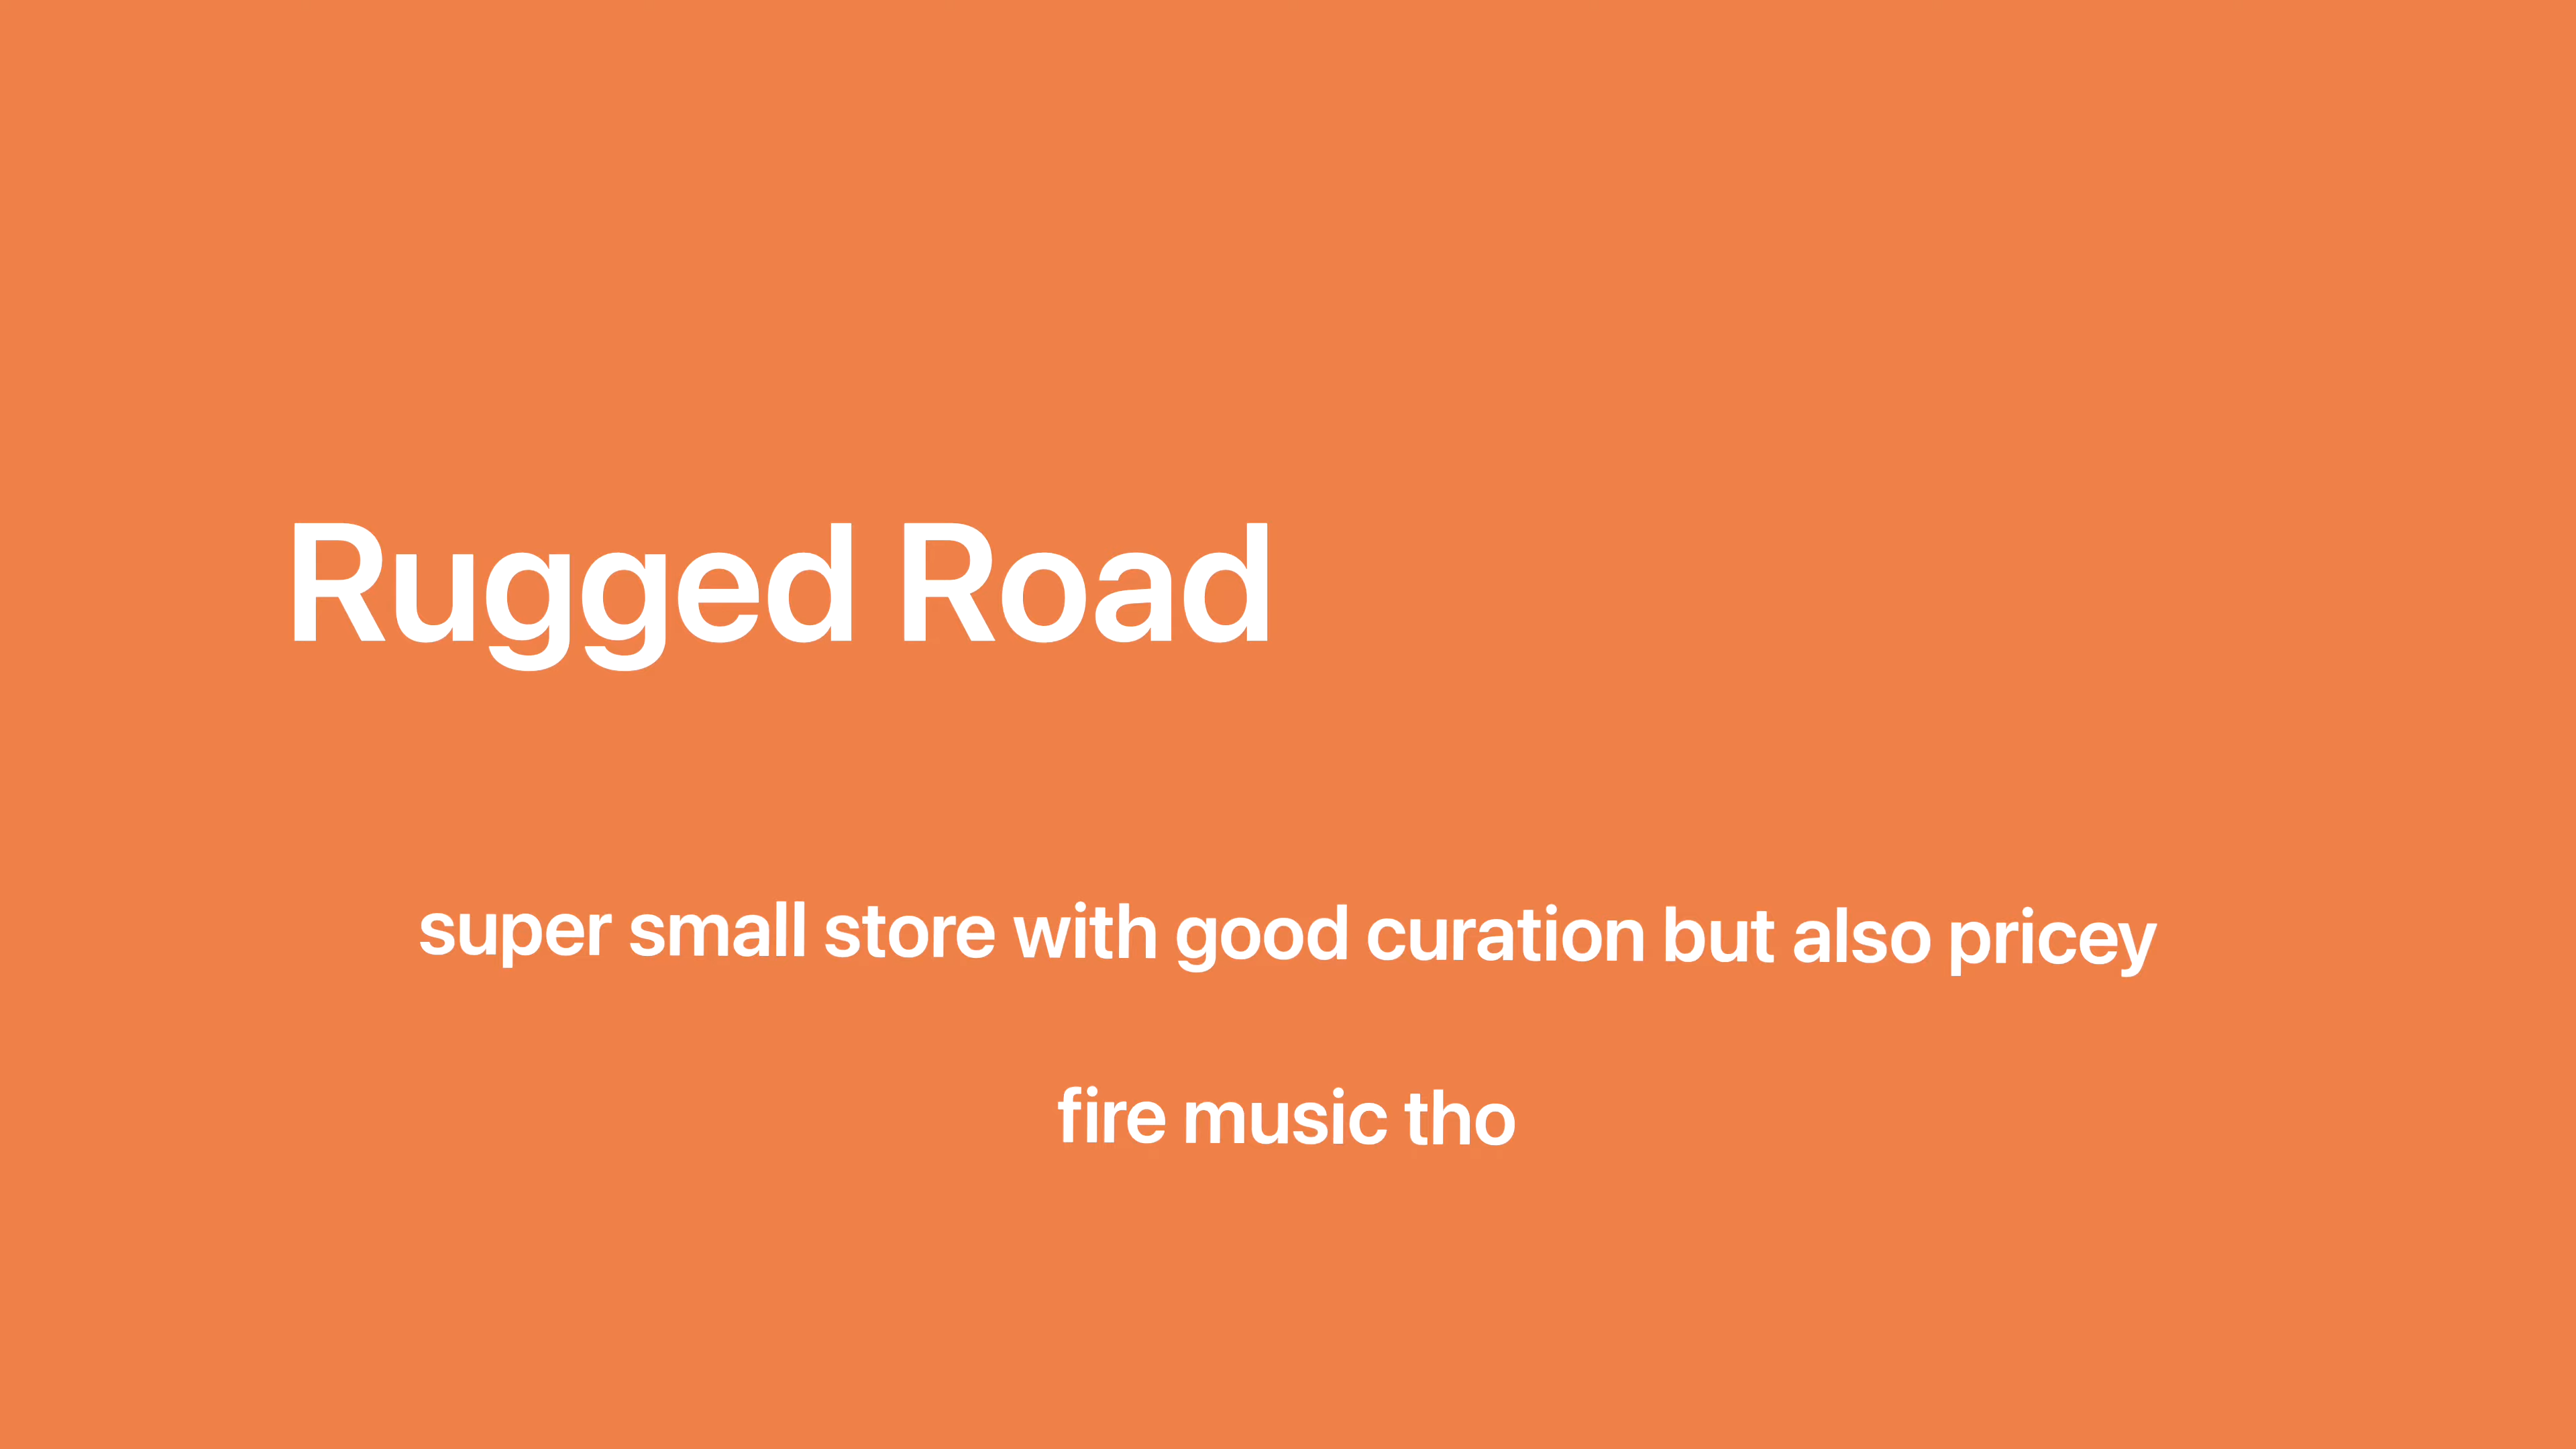 Rugged Road
super small store with good curation but also pricey
fire music tho